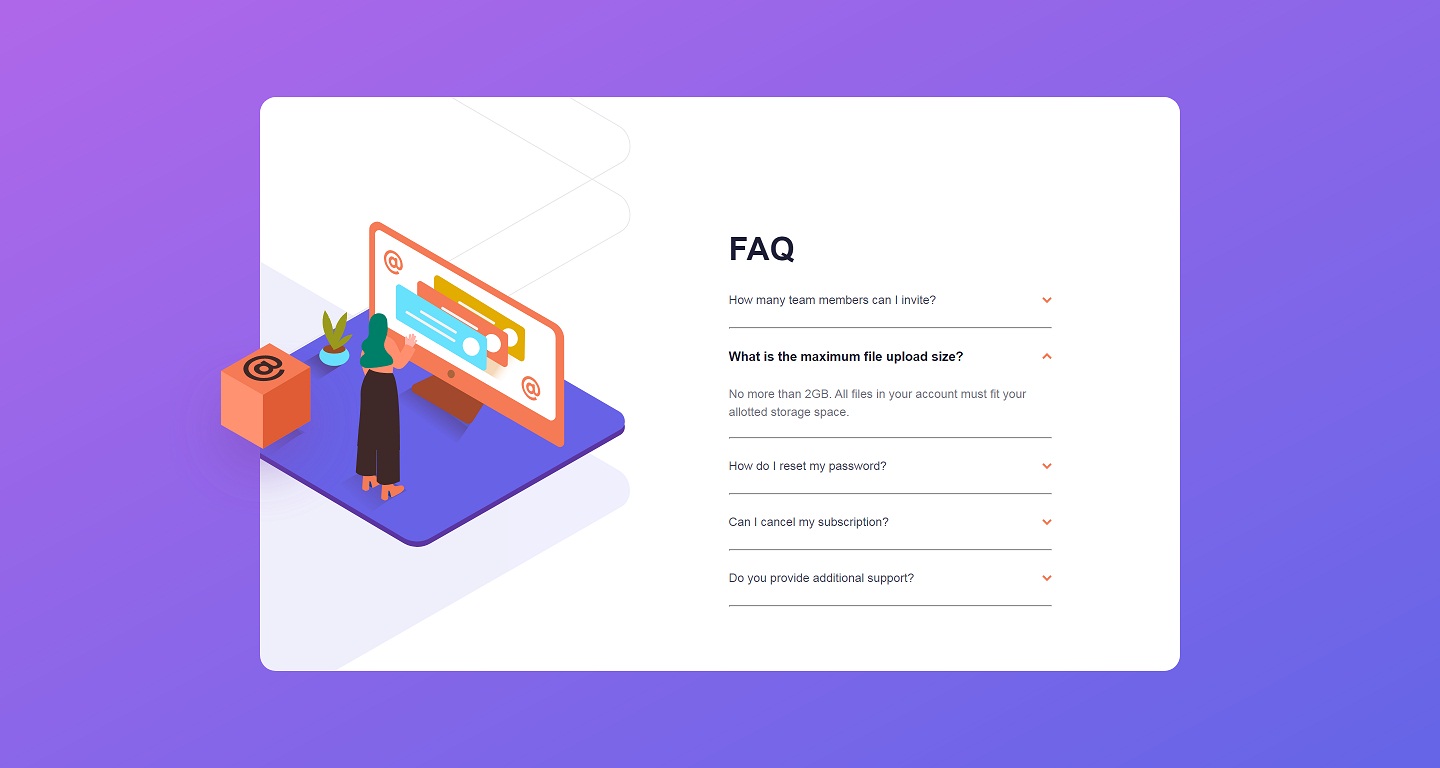 FAQ
How many team members can I invite?
What is the maximum file upload size?
No more than 2GB. All files in your account must fit your
allotted storage space.
How do I reset my password?
Can I cancel my subscription?
Do you provide additional support?
@
@
@